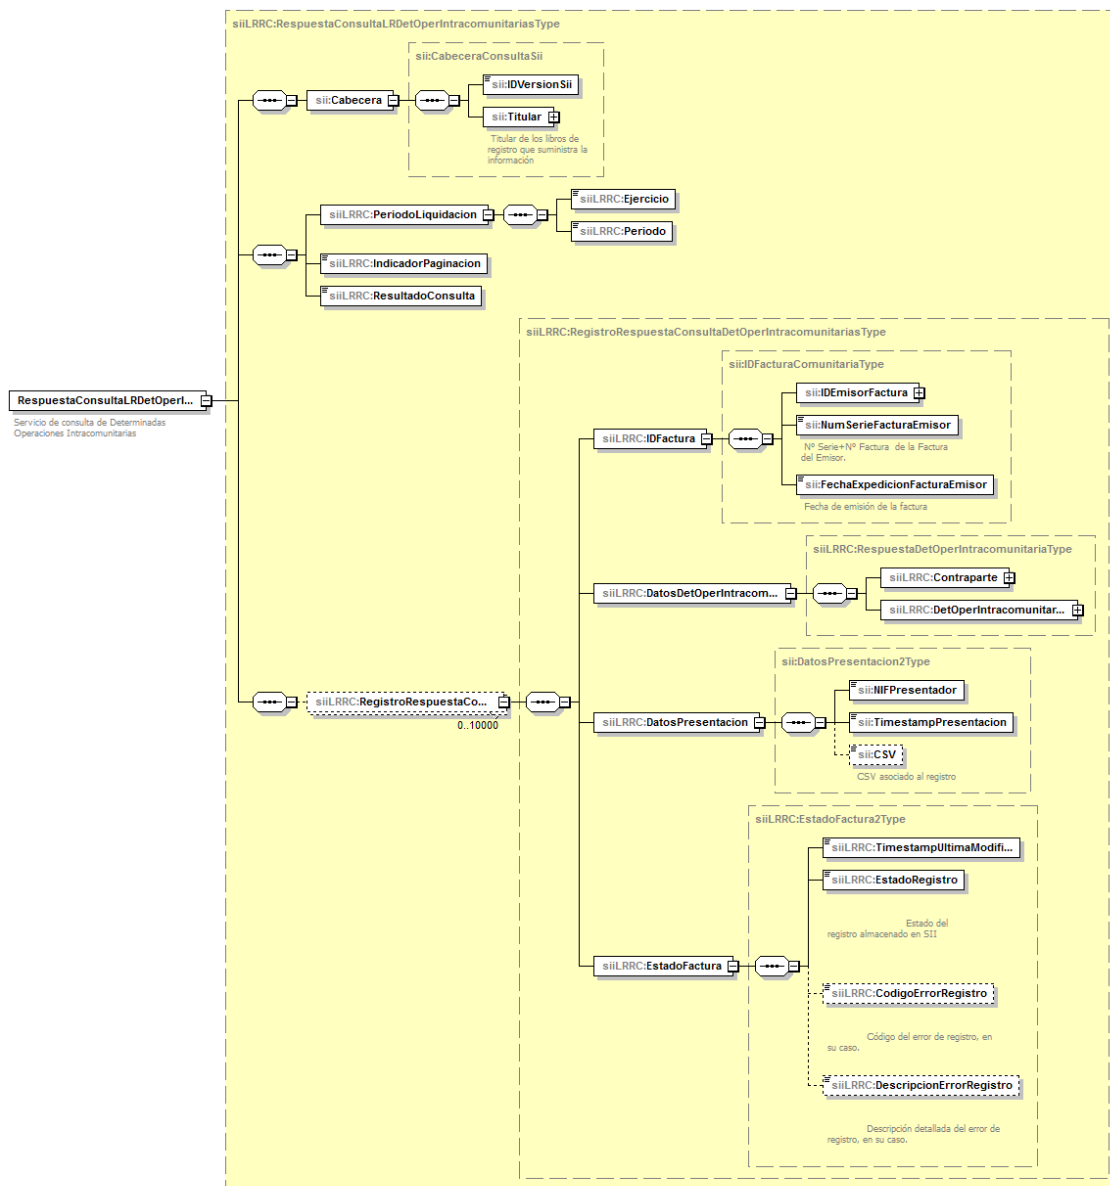 siiLRRC:RespuestaConsultaLRDetOperIntracomunitariasType
sii:CabeceraConsultaSii
sii:IDVersionSii
sii:Cabecera
sii:Titular
Titular de los libros de
registro que suministra la
información
siiLRRC:Ejercicio
siiLRRC:PeriodoLiquidacion
siiLRRC:Periodo
siiLRRC:IndicadorPaginacion
siiLRRC:ResultadoConsulta
siiLRRC:RegistroRespuestaConsultaDetOperIntracomunitariasType
sii:IDFacturaComunitariaType
sii:IDEmisorFactura
RespuestaConsultaLRDetOperI...
Servicio de consulta de Determinadas
Operaciones Intracomunitarias
sii:NumSerieFacturaEmisor
siiLRRC:IDFactura
Nº Serie+Nº Factura de la Factura
del Emisor.
sii:FechaExpedicionFacturaEmisor
Fecha de emisión de la factura
siiLRRC:RespuestaDetOperIntracomunitariaType
siiLRRC:Contraparte
siiLRRC:DatosDetOperIntracom...
siiLRRC:DetOperIntracomunitar...
sii:DatosPresentacion2Type
sii:NIFPresentador
siiLRRC:RegistroRespuestaCo...
0..10000
siiLRRC:DatosPresentacion
sii:TimestampPresentacion
sii:CSV
CSV asociado al registro
siiLRRC:EstadoFactura2Type
siiLRRC:TimestampUltimaModifi...
siiLRRC:EstadoRegistro
Estado del
registro almacenado en SII
siiLRRC:EstadoFactura
siiLRRC:CodigoErrorRegistro
Código del error de registro, en
su caso.
siiLRRC:DescripcionErrorRegistro
Descripción detallada del error de
registro, en su caso.